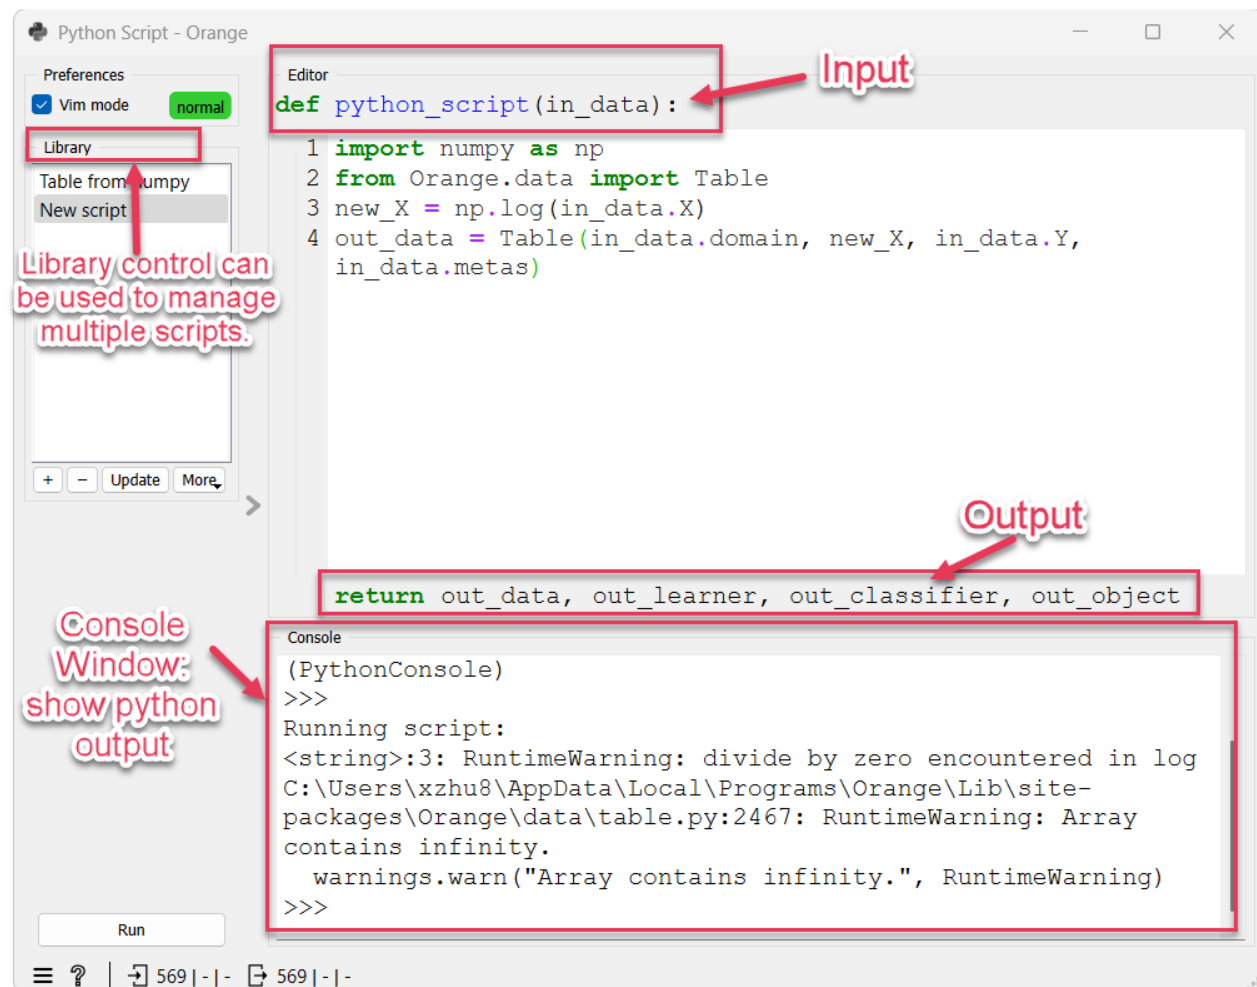 Python Script - Orange
Preferences
Vim mode
normal
Library
Table from numpy
New script
Library control can
be used to manage
multiple scripts.
+
−
Update
More
Editor
Input
def python_script(in_data):
1 import numpy as np
2 from Orange.data import Table
3 new_X = np.log(in_data.X)
4 out_data = Table(in_data.domain, new_X, in_data.Y,
in_data.metas)
Output
return out_data, out_learner, out_classifier, out_object
Console
Window:
show python
output
Console
(PythonConsole)
>>>
Running script:
<string>:3: RuntimeWarning: divide by zero encountered in log
C:\Users\xzhu8\AppData\Local\Programs\Orange\Lib\site-
packages\Orange\data\table.py:2467: RuntimeWarning: Array
contains infinity.
  warnings.warn("Array contains infinity.", RuntimeWarning)
>>>
Run
? | 569|-|- 569|-|-